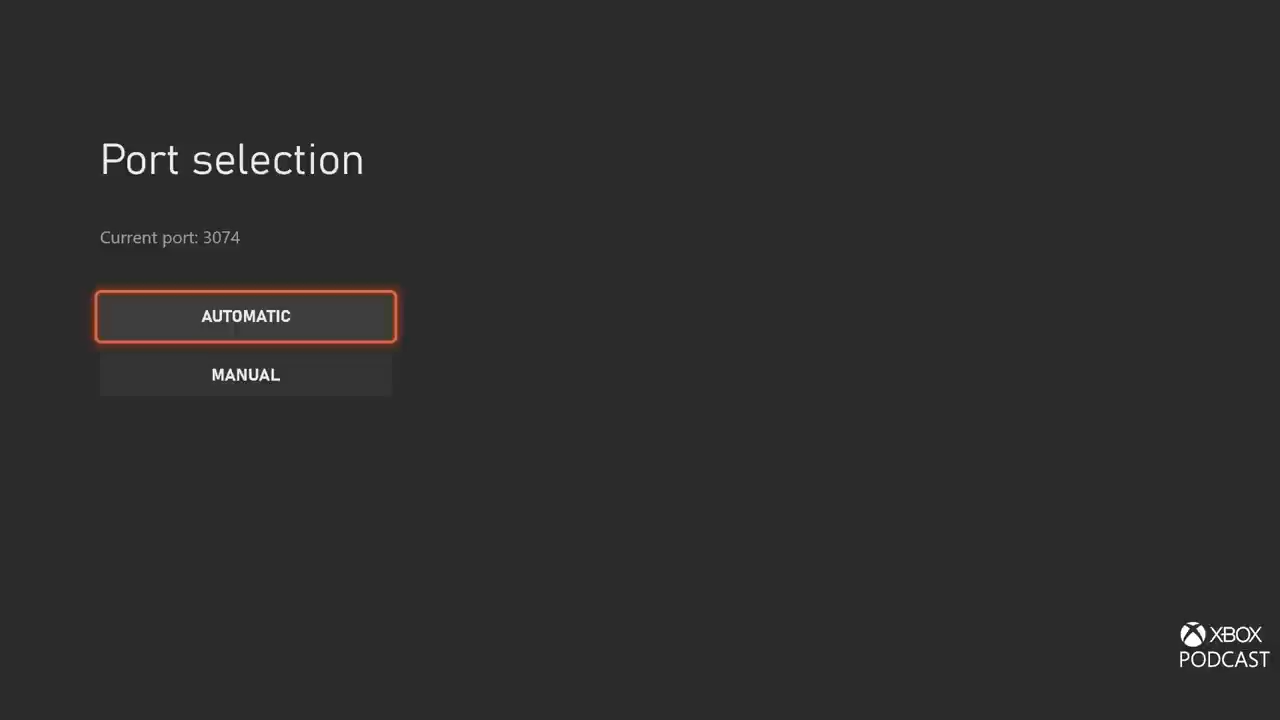 Port selection
Current port: 3074
AUTOMATIC
MANUAL
XBOX
PODCAST